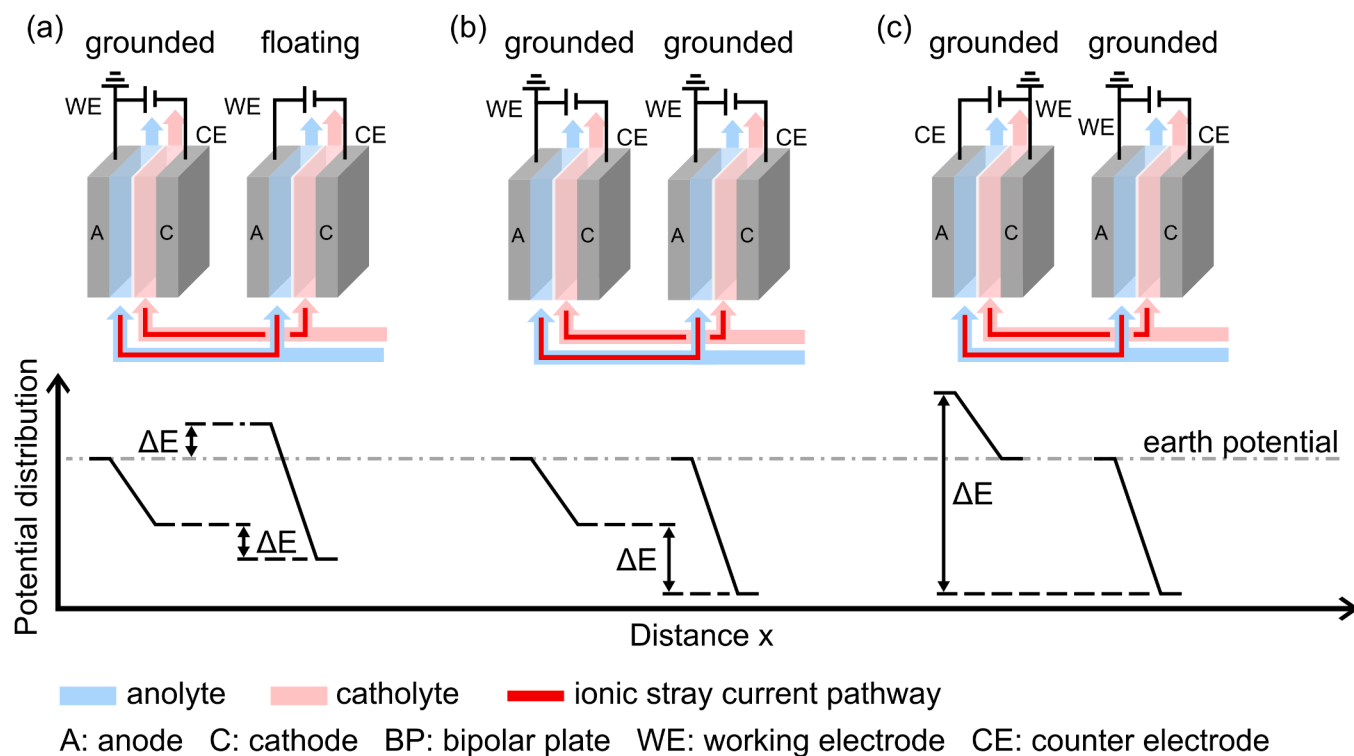 (a)
grounded floating
WE WE
CE CE
A C A C
(b)
grounded grounded
WE WE
CE CE
A C A C
(c)
grounded grounded
CE WE WE CE
A C A C
Potential distribution
ΔE
ΔE
ΔE
ΔE
earth potential
Distance x
anolyte catholyte ionic stray current pathway
A: anode C: cathode BP: bipolar plate WE: working electrode CE: counter electrode